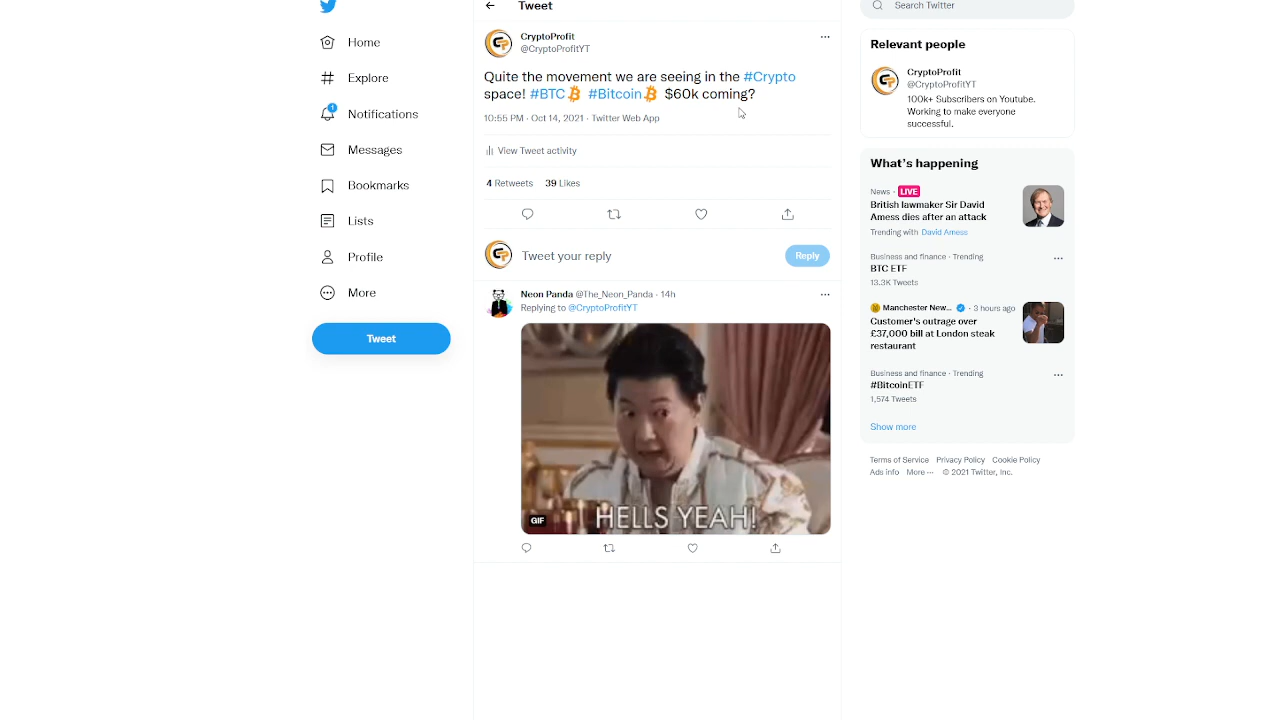 Home
Explore
1
Notifications
Messages
Bookmarks
Lists
Profile
More
Tweet
Tweet
CryptoProfit
@CryptoProfitYT
Quite the movement we are seeing in the #Crypto
space! #BTC #Bitcoin $60k coming?
10:55 PM · Oct 14, 2021 · Twitter Web App
View Tweet activity
4 Retweets 39 Likes
Tweet your reply
Reply
Neon Panda @The_Neon_Panda · 14h
Replying to @CryptoProfitYT
HELLS YEAH!
GIF
Search Twitter
Relevant people
CryptoProfit
@CryptoProfitYT
100k+ Subscribers on Youtube.
Working to make everyone
successful.
What's happening
News · LIVE
British lawmaker Sir David
Amess dies after an attack
Trending with David Amess
Business and finance · Trending
BTC ETF
13.3K Tweets
Manchester New... · 3 hours ago
Customer's outrage over
£37,000 bill at London steak
restaurant
Business and finance · Trending
#BitcoinETF
1,574 Tweets
Show more
Terms of Service Privacy Policy Cookie Policy
Ads info More ··· © 2021 Twitter, Inc.